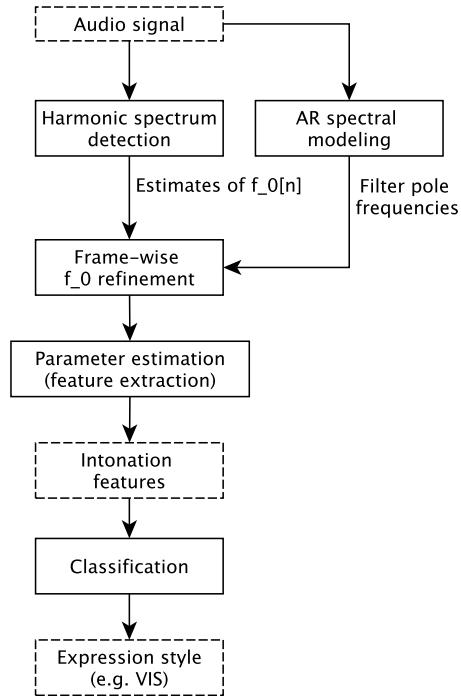 Audio signal
Harmonic spectrum
detection
AR spectral
modeling
Estimates of f_0[n]
Filter pole
frequencies
Frame-wise
f_0 refinement
Parameter estimation
(feature extraction)
Intonation
features
Classification
Expression style
(e.g. VIS)